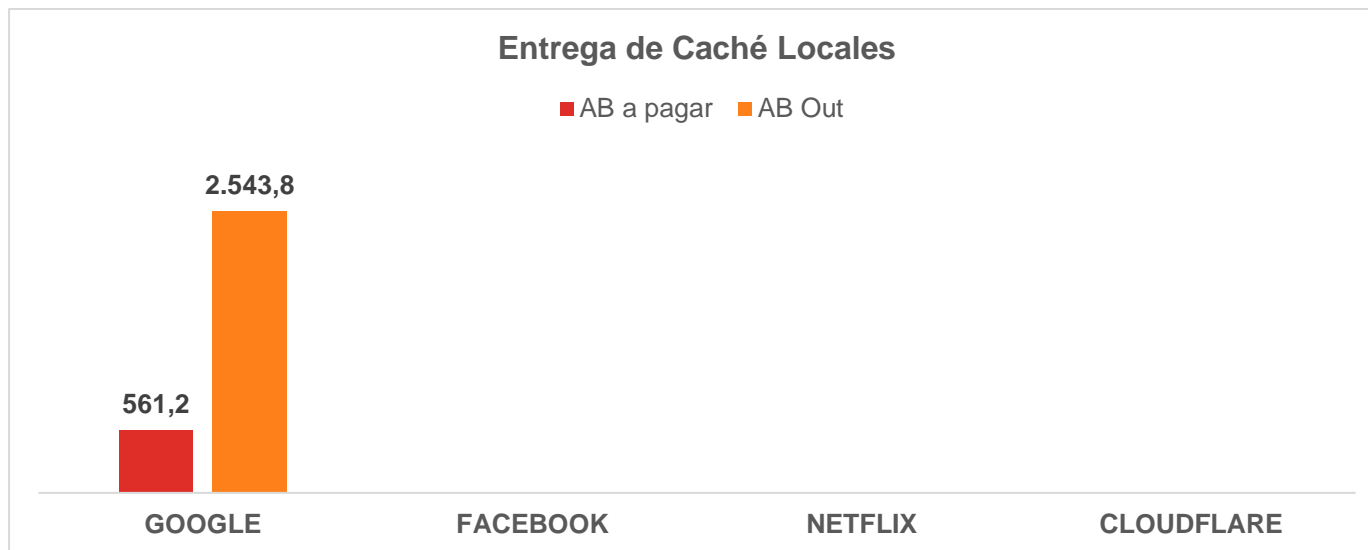 Entrega de Caché Locales
AB a pagar AB Out
2.543,8
561,2
GOOGLE FACEBOOK NETFLIX CLOUDFLARE